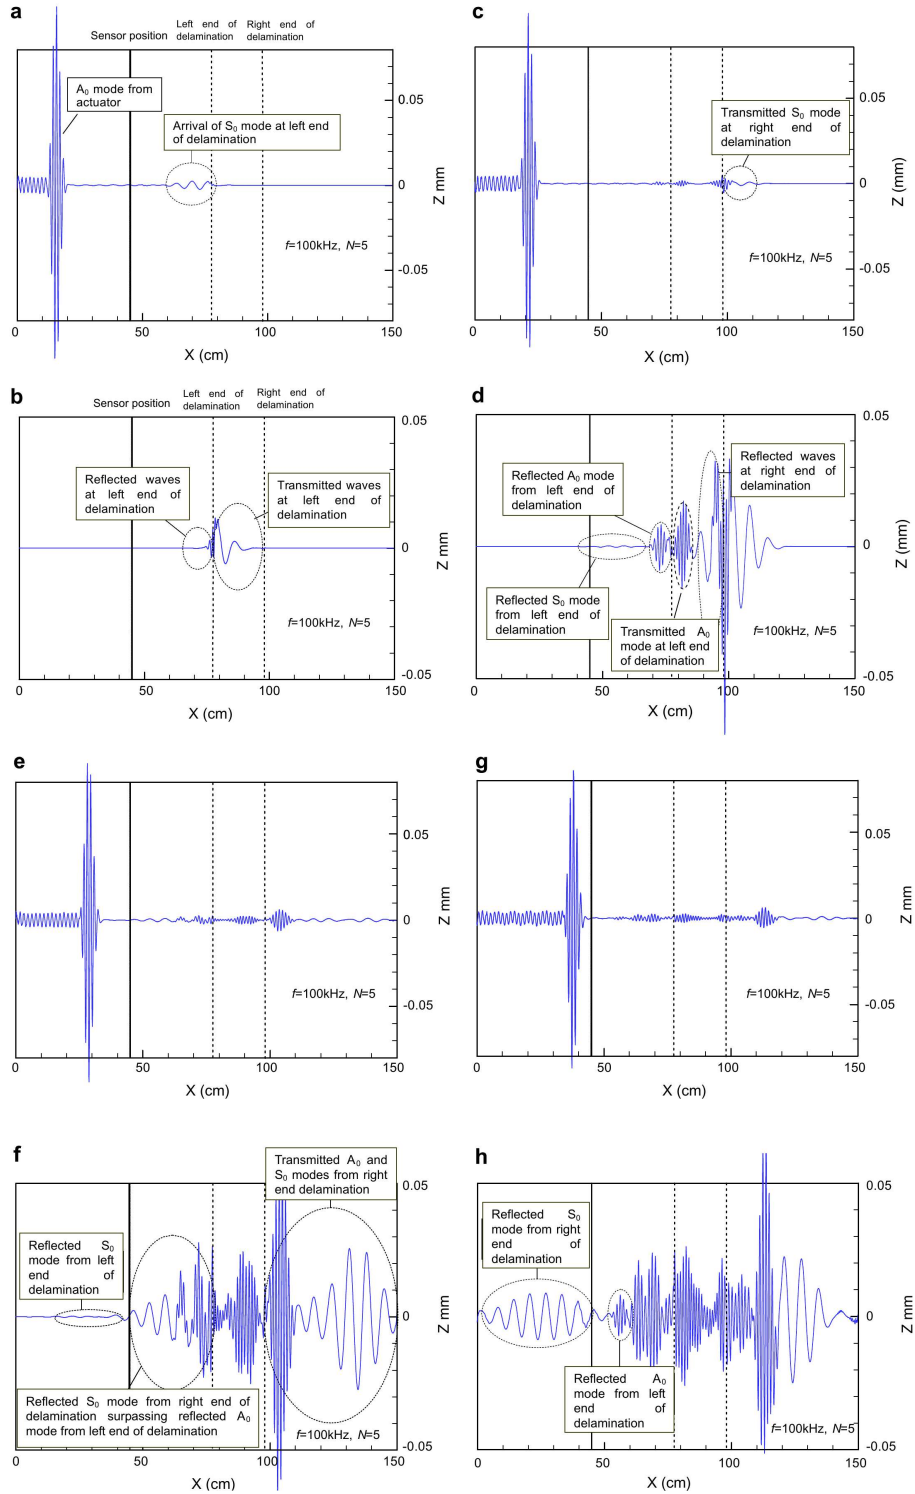 a
Sensor position
Left end of
delamination
Right end of
delamination
A0 mode from
actuator
Arrival of S0 mode at left end
of delamination
f=100kHz, N=5
0.05
0
-0.05
Z mm
0 50 100 150
X (cm)
c
Transmitted S0 mode
at right end of
delamination
f=100kHz, N=5
0.05
0
-0.05
Z (mm)
0 50 100 150
X (cm)
b
Sensor position
Left end of
delamination
Right end of
delamination
Reflected waves
at left end of
delamination
Transmitted waves
at left end of
delamination
f=100kHz, N=5
0.05
0
-0.05
Z mm
0 50 100 150
X (cm)
d
Reflected A0 mode
from left end of
delamination
Reflected waves
at right end of
delamination
Reflected S0 mode
from left end of
delamination
Transmitted A0
mode at left end
of delamination
f=100kHz, N=5
0.05
0
-0.05
Z (mm)
0 50 100 150
X (cm)
e
f=100kHz, N=5
0.05
0
-0.05
Z mm
0 50 100 150
X (cm)
g
f=100kHz, N=5
0.05
0
-0.05
Z mm
0 50 100 150
X (cm)
f
Transmitted A0 and
S0 modes from right
end delamination
Reflected S0
mode from left
end of
delamination
Reflected S0 mode from right end of
delamination surpassing reflected A0
mode from left end of delamination
f=100kHz, N=5
0.05
0
-0.05
Z mm
0 50 100 150
X (cm)
h
Reflected S0
mode from right
end of
delamination
Reflected A0
mode from left
end of
delamination
f=100kHz, N=5
0.05
0
-0.05
Z mm
0 50 100 150
X (cm)